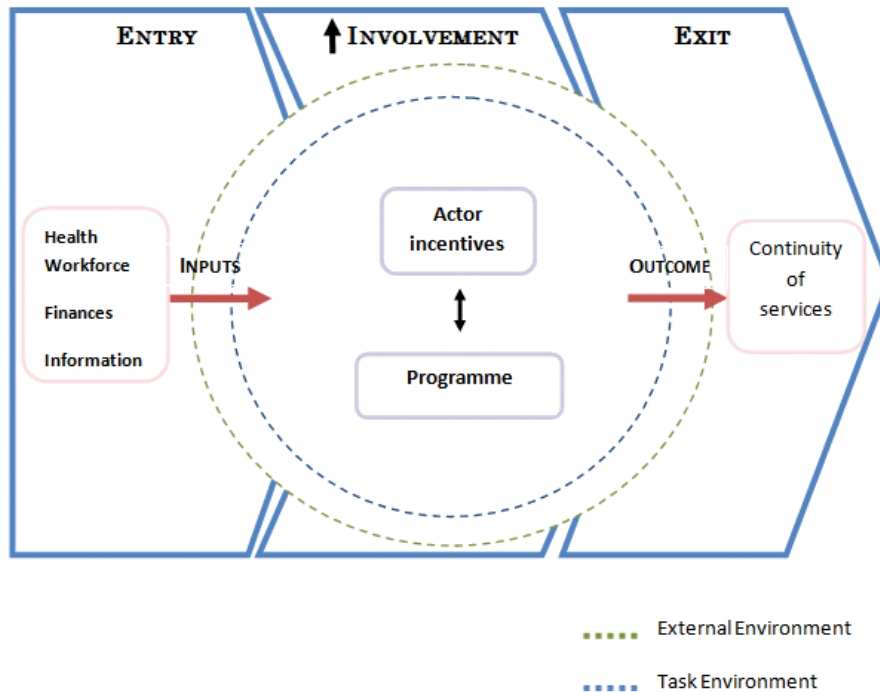 ENTRY
INVOLVEMENT
EXIT
Health
Workforce
Finances
Information
INPUTS
Actor
incentives
Programme
OUTCOME
Continuity
of
services
External Environment
Task Environment